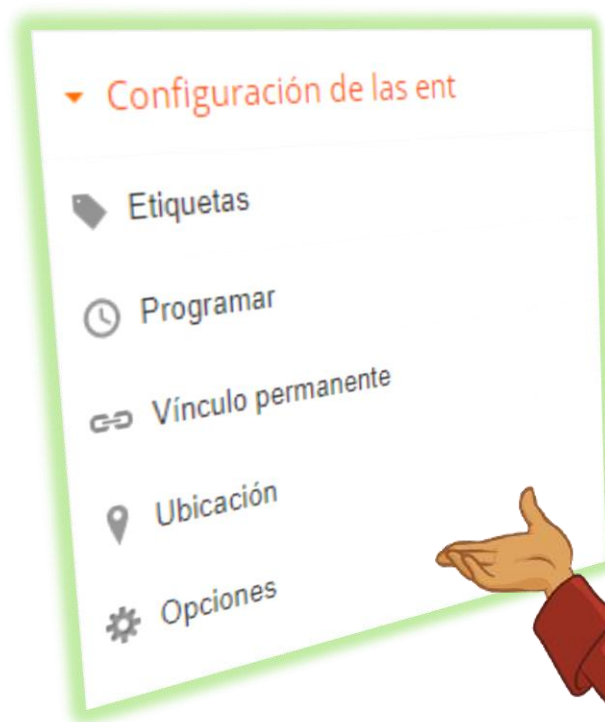 Configuración de las ent
Etiquetas
Programar
Vínculo permanente
Ubicación
Opciones